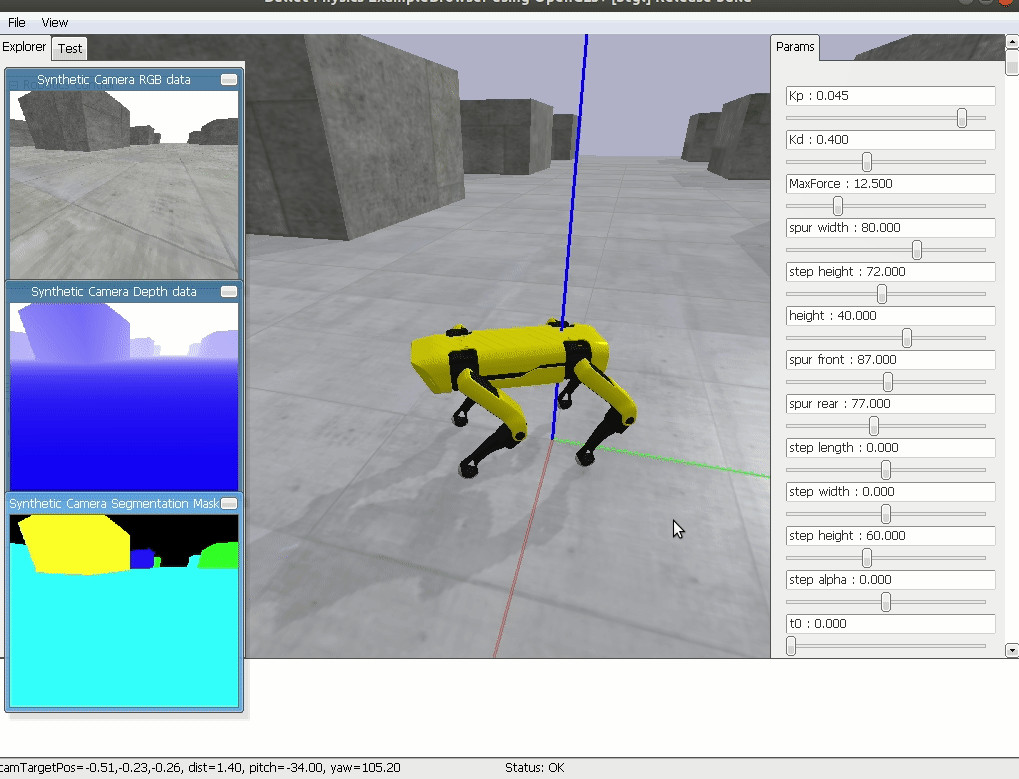 Bullet Physics ExampleBrowser using OpenGL3+ [btgl] Release build
File View
Explorer Test
Synthetic Camera RGB data
Synthetic Camera Depth data
Synthetic Camera Segmentation Mask
Params
Kp : 0.045
Kd : 0.400
MaxForce : 12.500
spur width : 80.000
step height : 72.000
height : 40.000
spur front : 87.000
spur rear : 77.000
step length : 0.000
step width : 0.000
step height : 60.000
step alpha : 0.000
t0 : 0.000
camTargetPos=-0.51,-0.23,-0.26, dist=1.40, pitch=-34.00, yaw=105.20
Status: OK